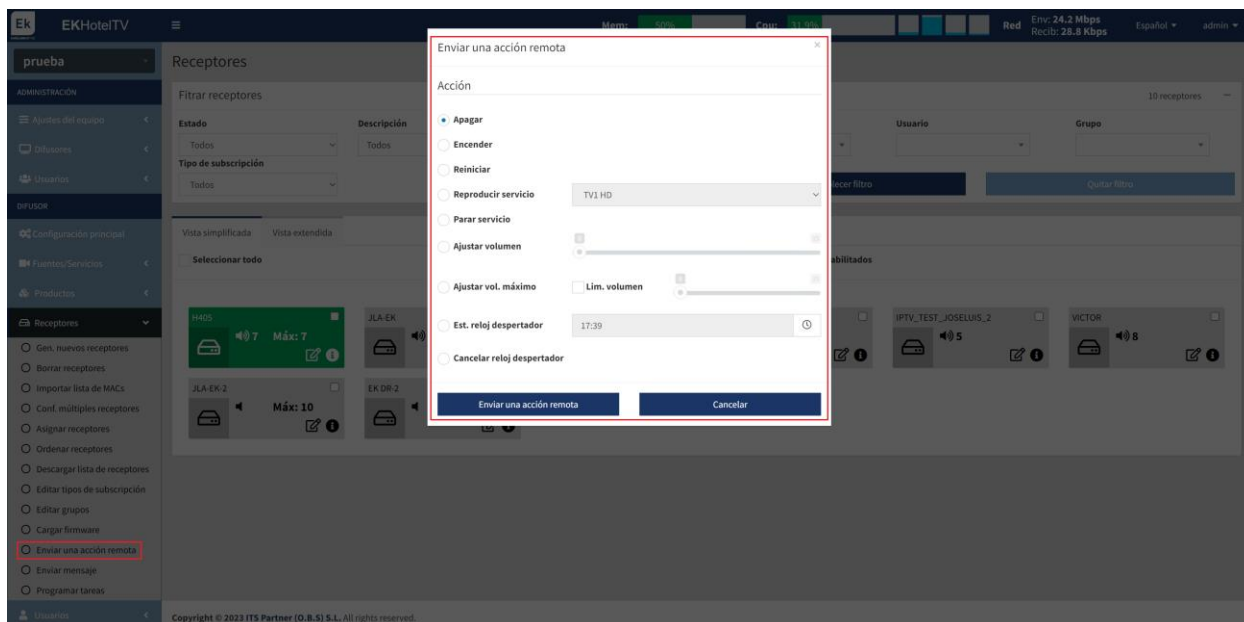 Ek EKHotelTV
Mem: 50% Cpu: 31.9% Red Env: 24.2 Mbps Español admin
Recib: 28.8 Kbps
prueba
Receptores
ADMINISTRACIÓN
Ajustes del equipo
Difusores
Usuarios
DIFUSOR
Configuración principal
Fuentes/Servicios
Productos
Receptores
Gen. nuevos receptores
Borrar receptores
Importar lista de MACs
Conf. múltiples receptores
Asignar receptores
Ordenar receptores
Descargar lista de receptores
Editar tipos de subscripción
Editar grupos
Cargar firmware
Enviar una acción remota
Enviar mensaje
Programar tareas
Usuarios
Fitrar receptores 10 receptores
Estado Descripción Usuario Grupo
Todos Todos
Tipo de subscripción
Todos
lecer filtro Quitar filtro
Vista simplificada Vista extendida
Seleccionar todo abilitados
H405 JLA-EK IPTV_TEST_JOSELUIS_2 VICTOR
7 Máx: 7 5 8
JLA-EK-2 EK DR-2
Máx: 10
Enviar una acción remota ×
Acción
Apagar
Encender
Reiniciar
Reproducir servicio TV1 HD
Parar servicio
Ajustar volumen
Ajustar vol. máximo Lim. volumen
Est. reloj despertador 17:39
Cancelar reloj despertador
Enviar una acción remota Cancelar
Copyright © 2023 ITS Partner (O.B.S) S.L. All rights reserved.